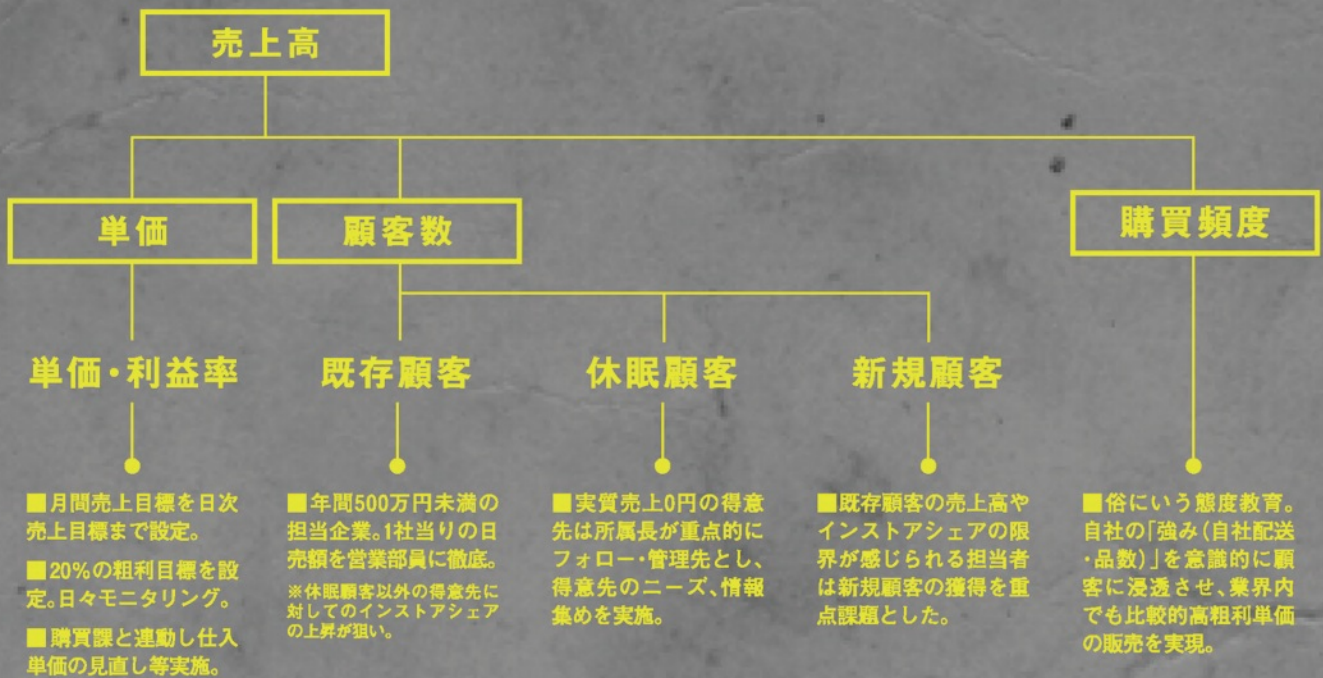 売上高
単価
顧客数
購買頻度
単価・利益率
既存顧客
休眠顧客
新規顧客
■月間売上目標を日次
売上目標まで設定。
■20%の粗利目標を設
定。日々モニタリング。
■購買課と連動し仕入
単価の見直し等実施。
■年間500万円未満の
担当企業。1社当りの日
売額を営業部員に徹底。
※休眠顧客以外の得意先に
対してのインストアシェア
の上昇が狙い。
■実質売上0円の得意
先は所属長が重点的に
フォロー・管理先とし、
得意先のニーズ、情報
集めを実施。
■既存顧客の売上高や
インストアシェアの限
界が感じられる担当者
は新規顧客の獲得を重
点課題とした。
■俗にいう態度教育。
自社の「強み(自社配送
・品数)」を意識的に顧
客に浸透させ、業界内
でも比較的高粗利単価
の販売を実現。